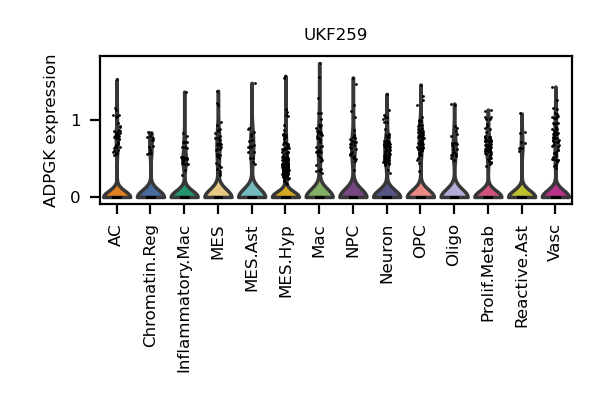 UKF259
ADPGK expression
1
0
AC
Chromatin.Reg
Inflammatory.Mac
MES
MES.Ast
MES.Hyp
Mac
NPC
Neuron
OPC
Oligo
Prolif.Metab
Reactive.Ast
Vasc